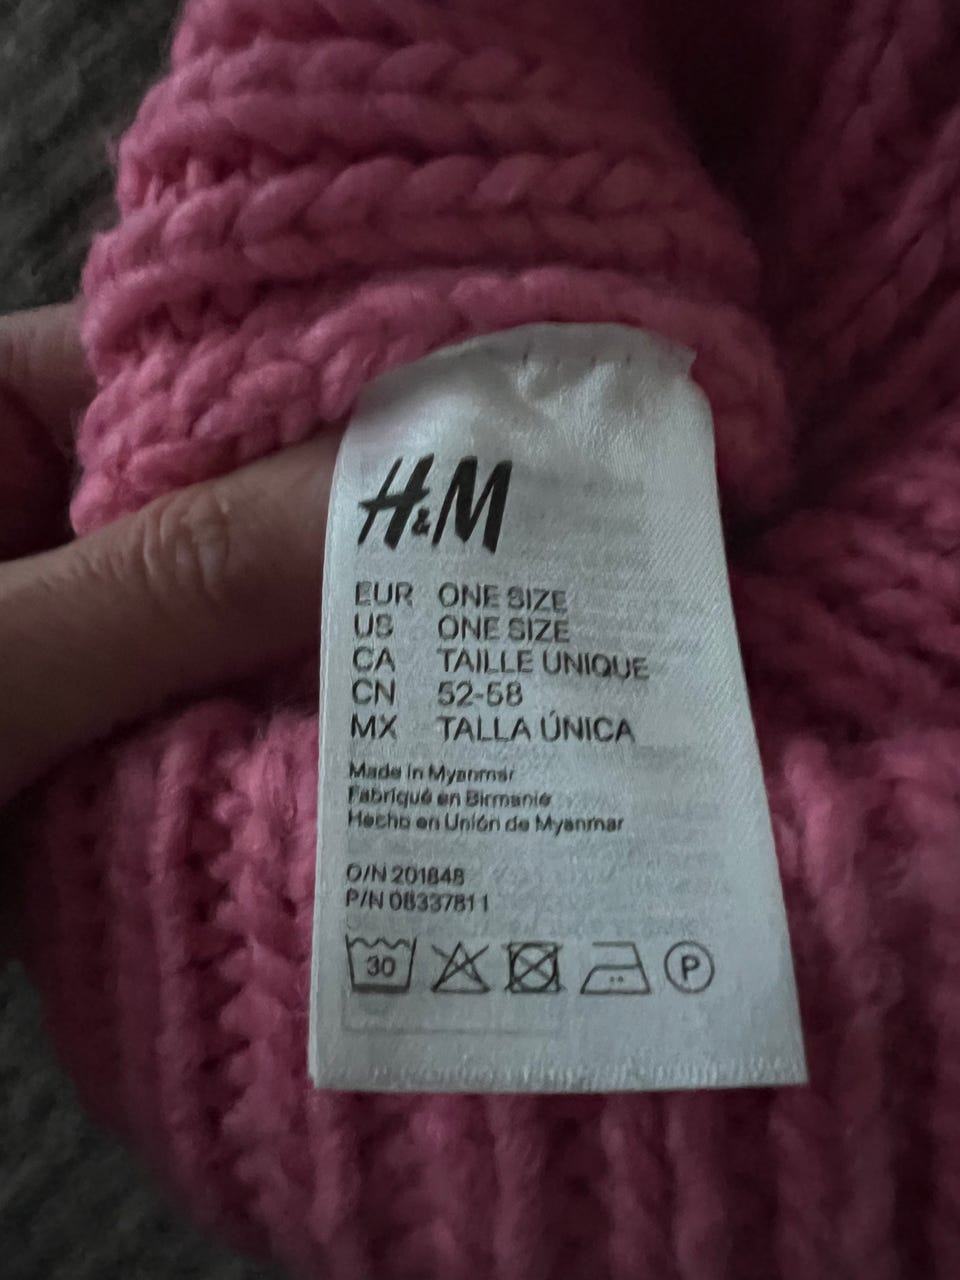 H&M
EUR ONE SIZE
US ONE SIZE
CA TAILLE UNIQUE
CN 52-58
MX TALLA ÚNICA
Made in Myanmar
Fabriqué en Birmanie
Hecho en Unión de Myanmar
O/N 201848
P/N 08337811
30
P